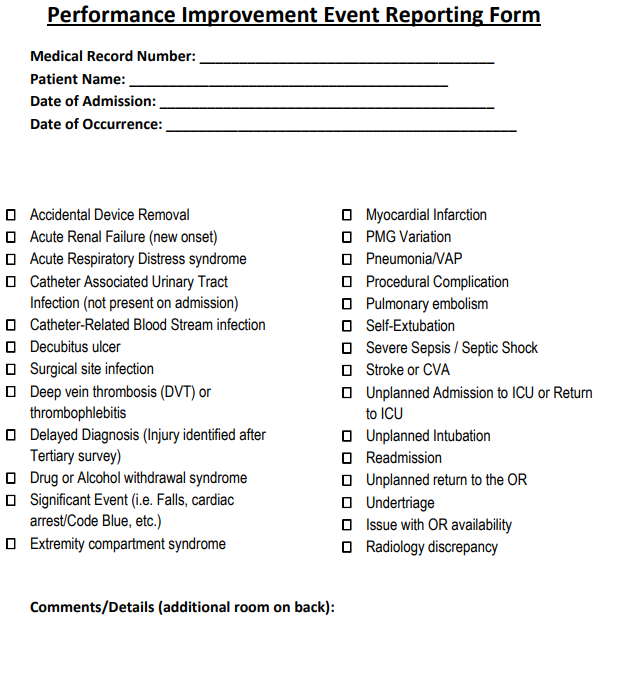 Performance Improvement Event Reporting Form
Medical Record Number: ____________________________________
Patient Name: _______________________________________
Date of Admission: _________________________________________
Date of Occurrence: ___________________________________________
Accidental Device Removal
Acute Renal Failure (new onset)
Acute Respiratory Distress syndrome
Catheter Associated Urinary Tract
Infection (not present on admission)
Catheter-Related Blood Stream infection
Decubitus ulcer
Surgical site infection
Deep vein thrombosis (DVT) or
thrombophlebitis
Delayed Diagnosis (Injury identified after
Tertiary survey)
Drug or Alcohol withdrawal syndrome
Significant Event (i.e. Falls, cardiac
arrest/Code Blue, etc.)
Extremity compartment syndrome
Myocardial Infarction
PMG Variation
Pneumonia/VAP
Procedural Complication
Pulmonary embolism
Self-Extubation
Severe Sepsis / Septic Shock
Stroke or CVA
Unplanned Admission to ICU or Return
to ICU
Unplanned Intubation
Readmission
Unplanned return to the OR
Undertriage
Issue with OR availability
Radiology discrepancy
Comments/Details (additional room on back):